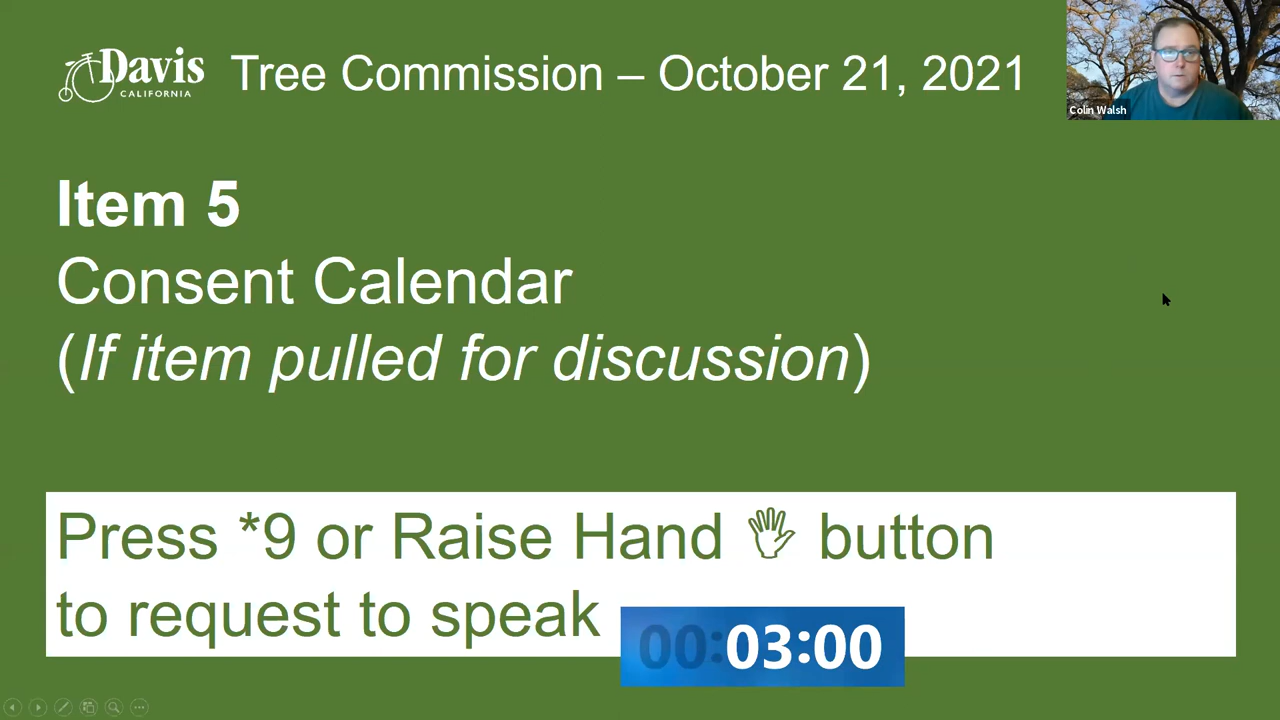 Davis
CALIFORNIA
Tree Commission – October 21, 2021
Colin Walsh
Item 5
Consent Calendar
(If item pulled for discussion)
Press *9 or Raise Hand button
to request to speak
00:03:00